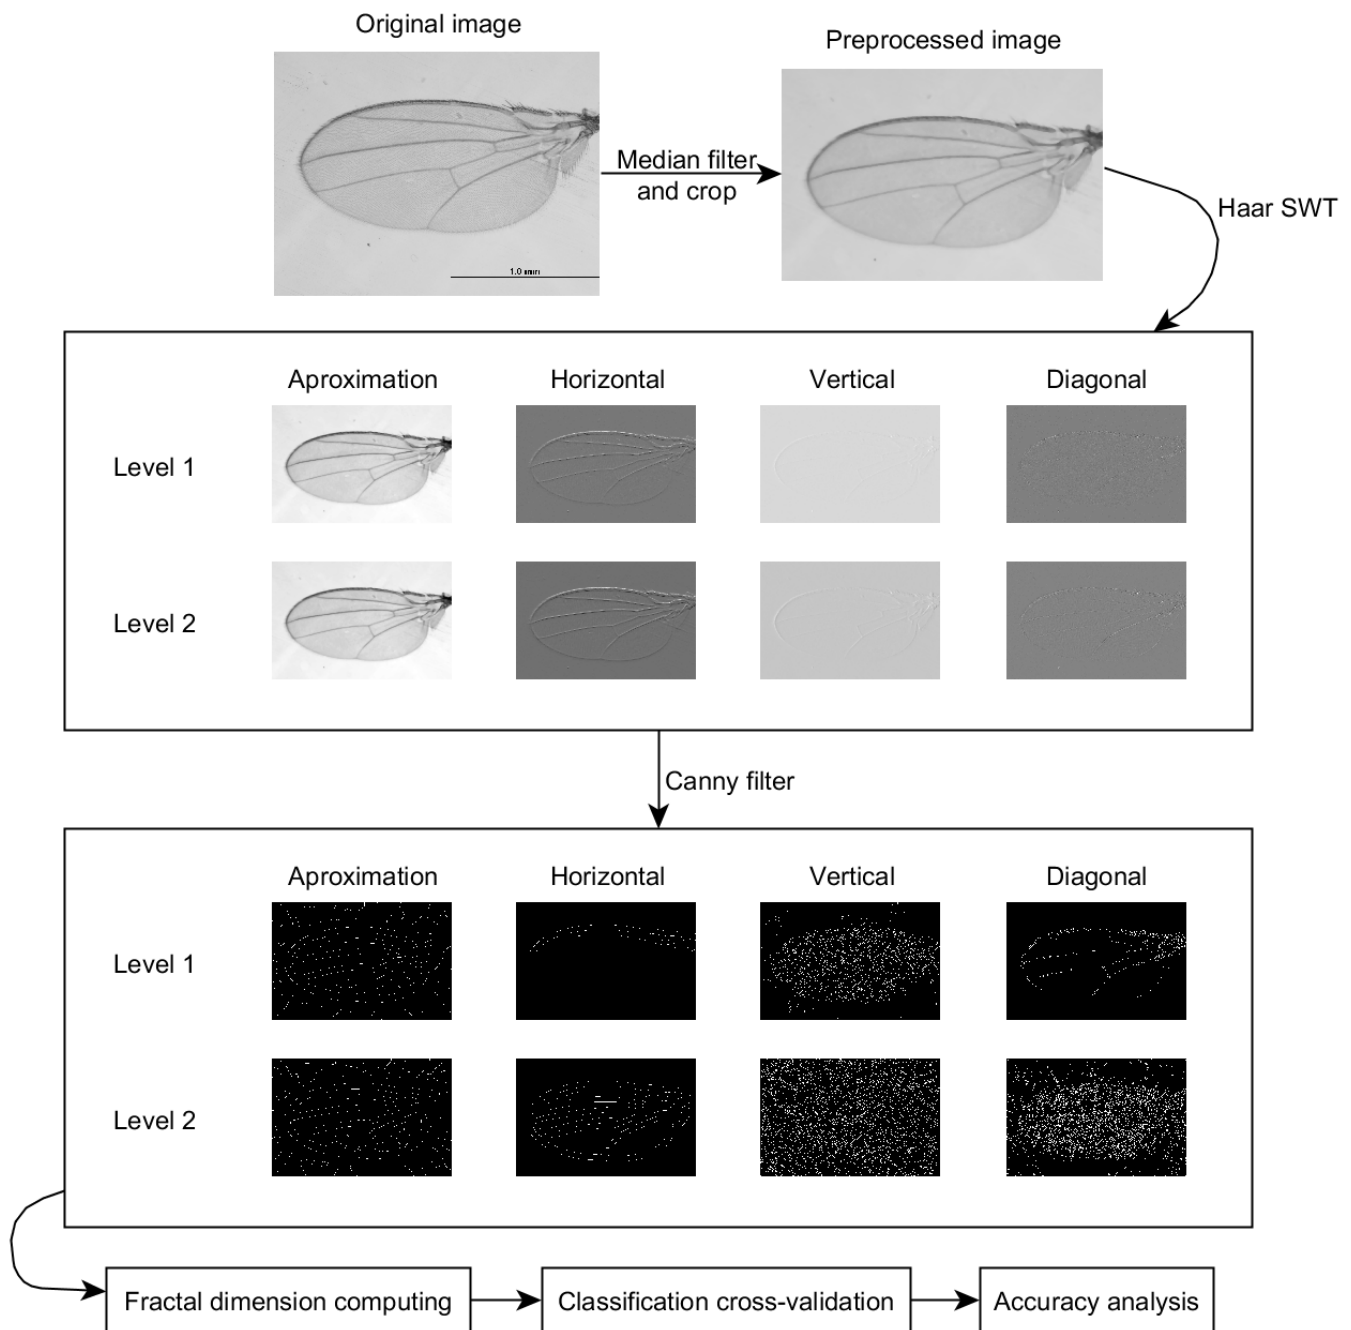 Original image
Preprocessed image
Median filter
and crop
Haar SWT
1.0 mm
Aproximation Horizontal Vertical Diagonal
Level 1
Level 2
Canny filter
Aproximation Horizontal Vertical Diagonal
Level 1
Level 2
Fractal dimension computing
Classification cross-validation
Accuracy analysis